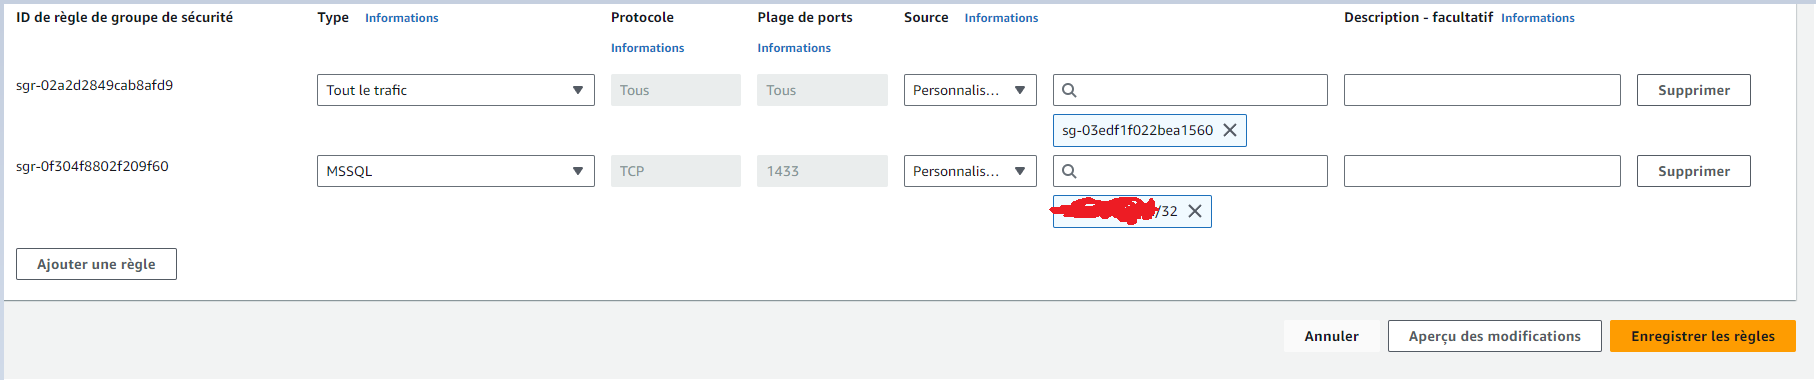 ID de règle de groupe de sécurité Type Informations Protocole Plage de ports Source Informations Description - facultatif Informations
Informations Informations
sgr-02a2d2849cab8afd9 Tout le trafic Tous Tous Personnalis... Supprimer
sg-03edf1f022bea1560
sgr-0f304f8802f209f60 MSSQL TCP 1433 Personnalis... Supprimer
/32
Ajouter une règle
Annuler Aperçu des modifications Enregistrer les règles